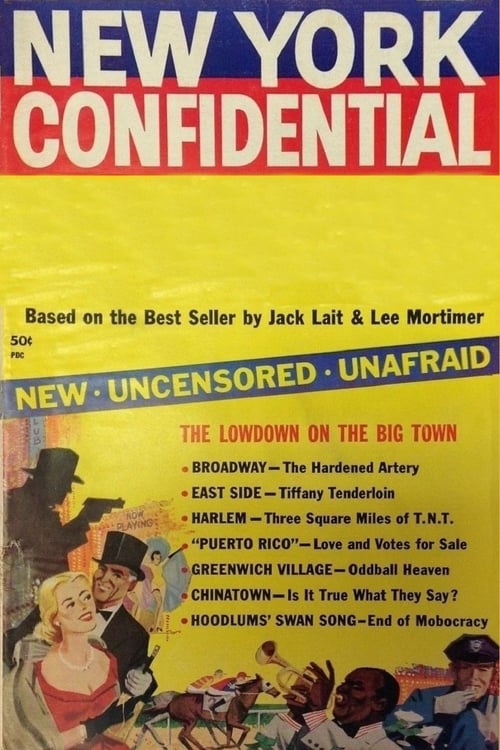 NEW YORK
CONFIDENTIAL
Based on the Best Seller by Jack Lait & Lee Mortimer
50¢
PDC
NEW · UNCENSORED · UNAFRAID
THE LOWDOWN ON THE BIG TOWN
• BROADWAY—The Hardened Artery
• EAST SIDE—Tiffany Tenderloin
• HARLEM—Three Square Miles of T.N.T.
• "PUERTO RICO"—Love and Votes for Sale
• GREENWICH VILLAGE—Oddball Heaven
• CHINATOWN—Is It True What They Say?
• HOODLUMS' SWAN SONG—End of Mobocracy
CLUB
NOW
PLAYING